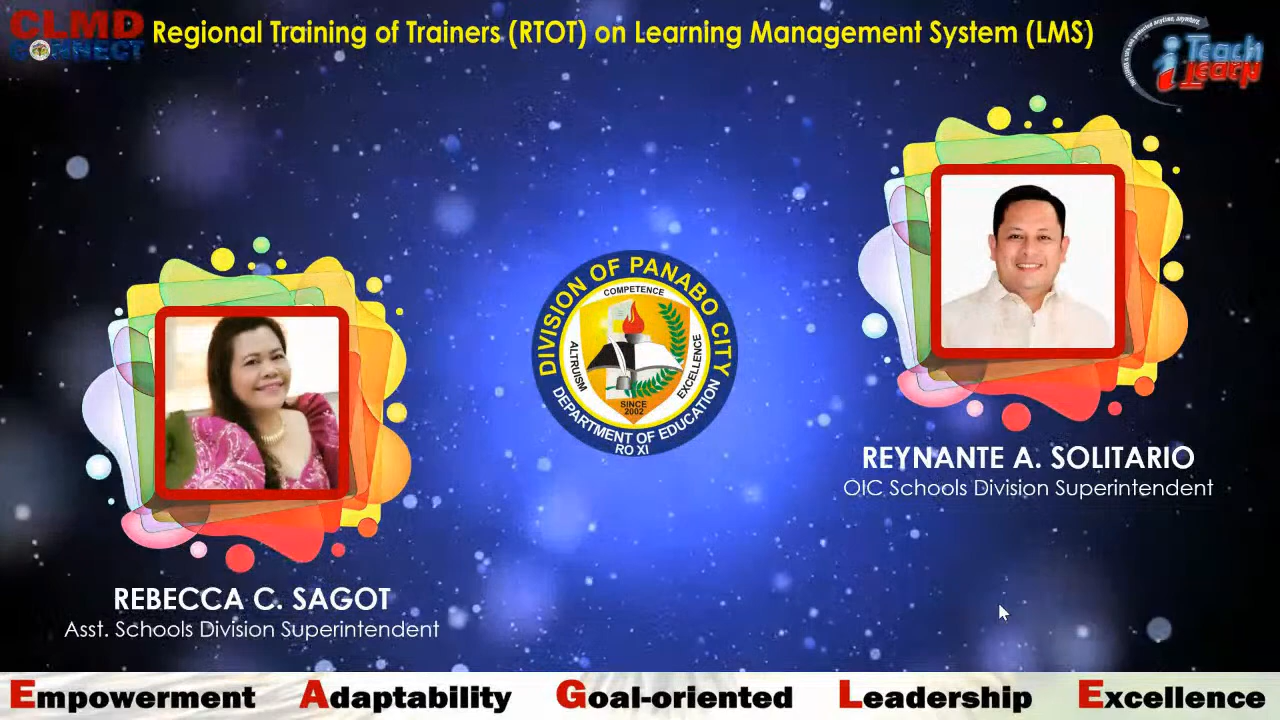 CLMD
CONNECT
Regional Training of Trainers (RTOT) on Learning Management System (LMS)
iTeach
iLearn
DIVISION OF PANABO CITY
COMPETENCE
ALTRUISM
EXCELLENCE
SINCE
2002
DEPARTMENT OF EDUCATION
RO XI
REYNANTE A. SOLITARIO
OIC Schools Division Superintendent
REBECCA C. SAGOT
Asst. Schools Division Superintendent
Empowerment Adaptability Goal-oriented Leadership Excellence